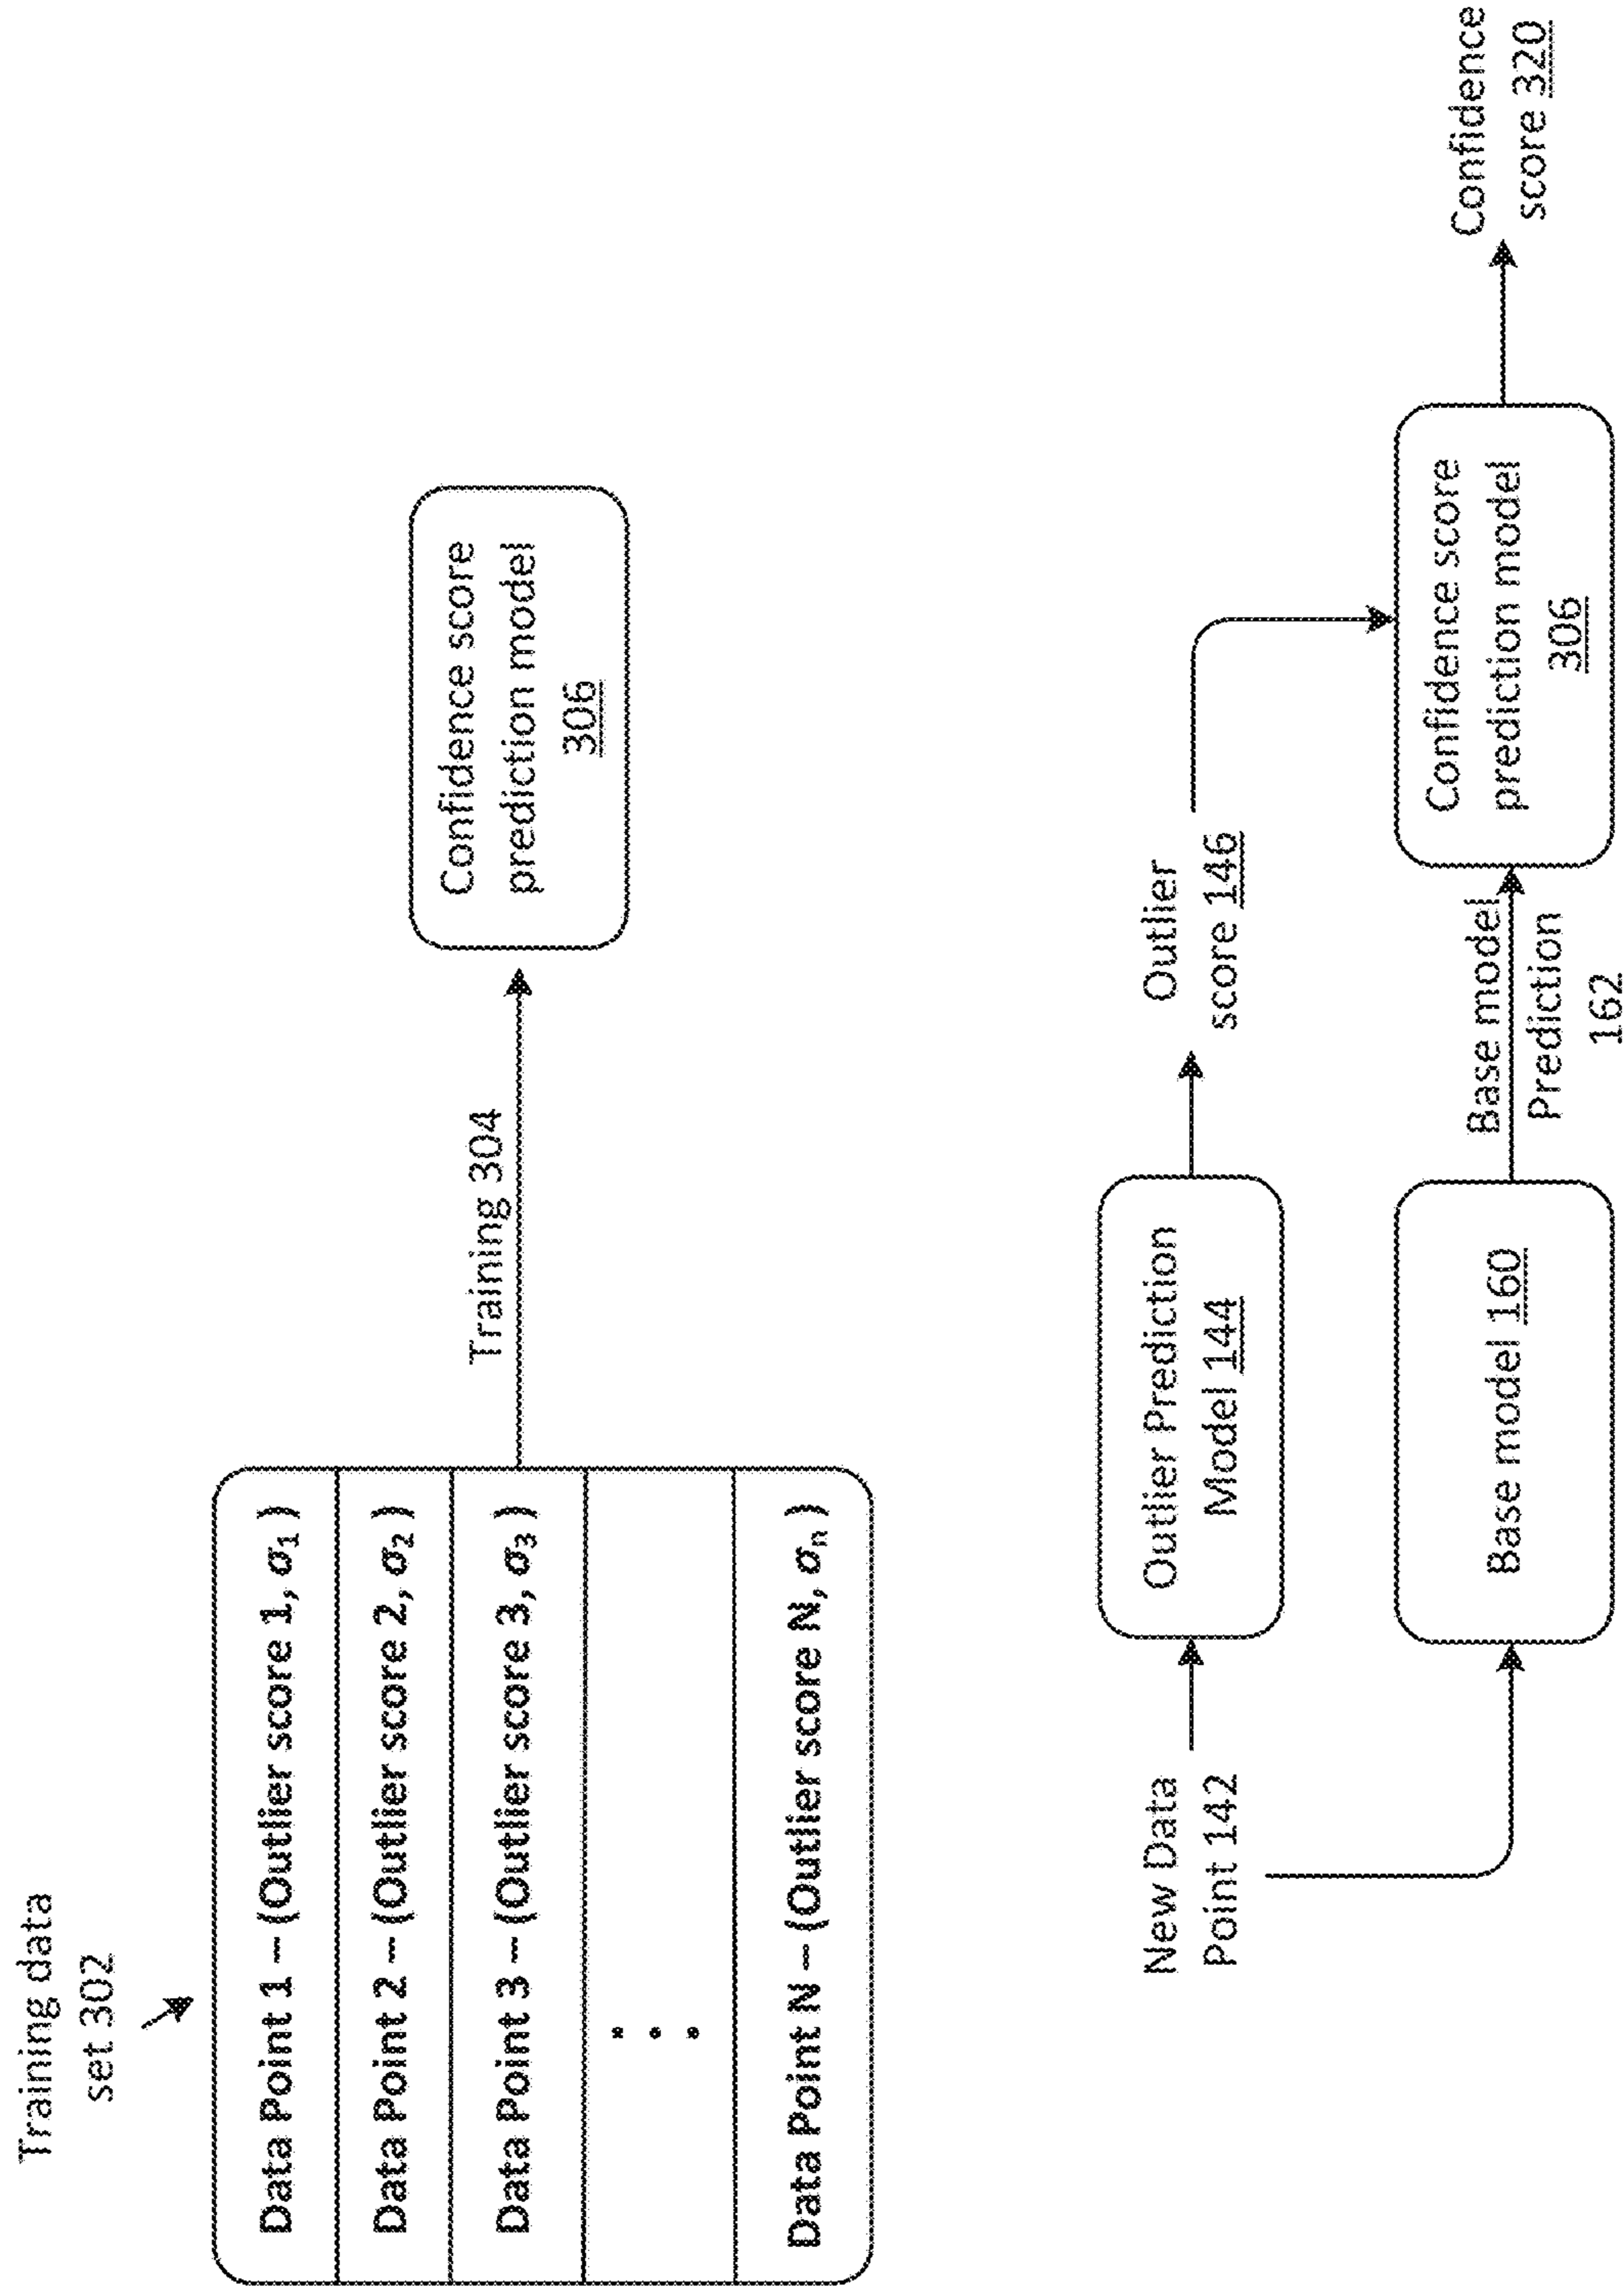 Training data
set 302
Data Point 1 – (Outlier score 1, σ₁ )
Data Point 2 – (Outlier score 2, σ₂ )
Data Point 3 – (Outlier score 3, σ₃ )
Data Point N – (Outlier score N, σₙ )
Training 304
Confidence score
prediction model
306
New Data
Point 142
Outlier Prediction
Model 144
Outlier
score 146
Base model 160
Base model
Prediction
162
Confidence score
prediction model
306
Confidence
score 320